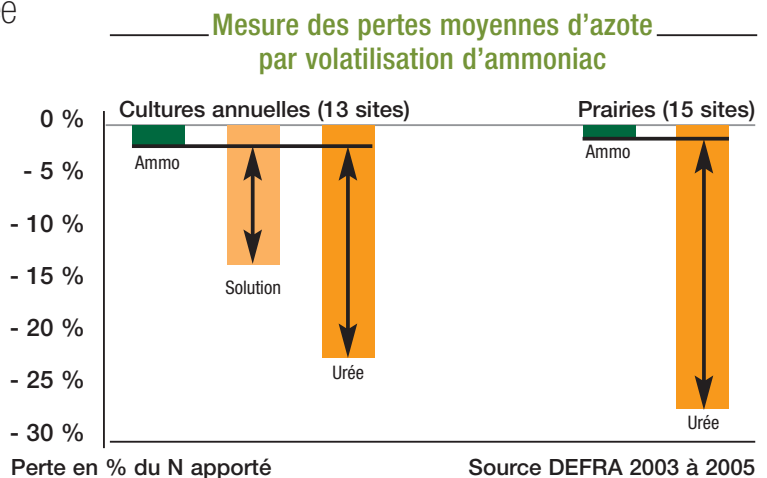 e
Mesure des pertes moyennes d'azote
par volatilisation d'ammoniac
Cultures annuelles (13 sites)
Prairies (15 sites)
0 %
- 5 %
- 10 %
- 15 %
- 20 %
- 25 %
- 30 %
Ammo
Solution
Urée
Ammo
Urée
Perte en % du N apporté
Source DEFRA 2003 à 2005